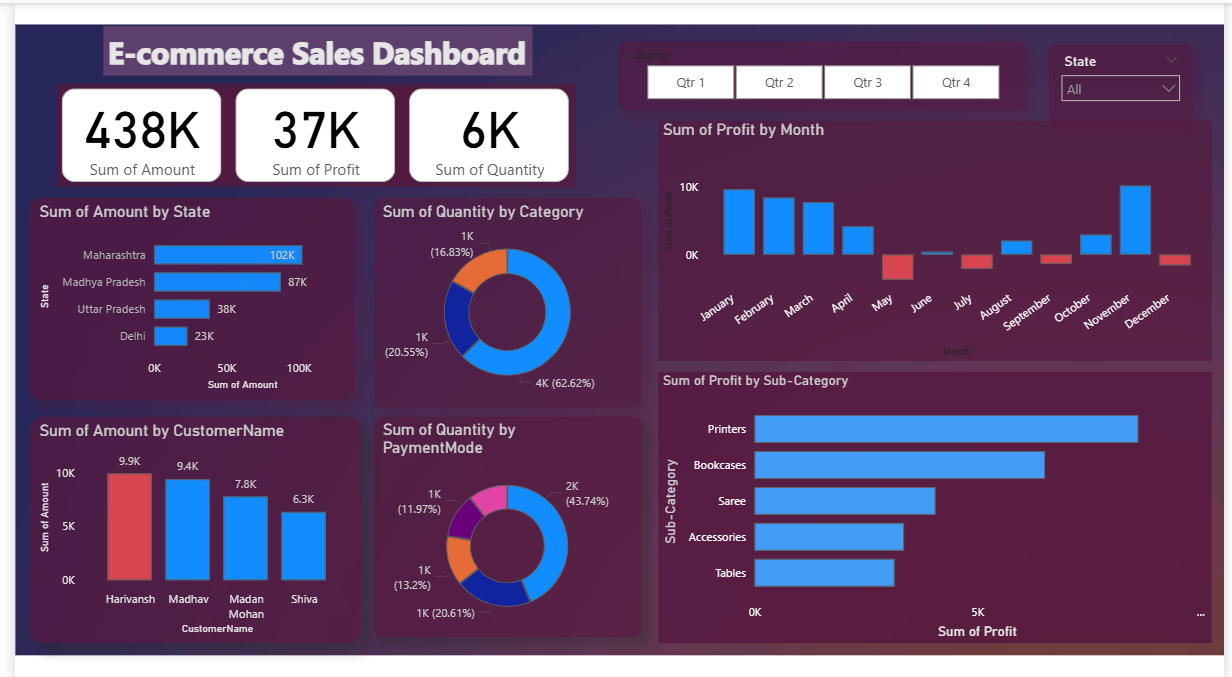 E-commerce Sales Dashboard
Quarter
Qtr 1
Qtr 2
Qtr 3
Qtr 4
State
All
438K
Sum of Amount
37K
Sum of Profit
6K
Sum of Quantity
Sum of Profit by Month
Sum of Profit
10K
0K
January
February
March
April
May
June
July
August
September
October
November
December
Month
Sum of Amount by State
State
Maharashtra
102K
Madhya Pradesh
87K
Uttar Pradesh
38K
Delhi
23K
0K
50K
100K
Sum of Amount
Sum of Quantity by Category
1K
(16.83%)
1K
(20.55%)
4K (62.62%)
Sum of Profit by Sub-Category
Sub-Category
Printers
Bookcases
Saree
Accessories
Tables
0K
5K
...
Sum of Profit
Sum of Amount by CustomerName
Sum of Amount
10K
5K
0K
9.9K
9.4K
7.8K
6.3K
Harivansh
Madhav
Madan
Mohan
Shiva
CustomerName
Sum of Quantity by
PaymentMode
2K
(43.74%)
1K
(11.97%)
1K
(13.2%)
1K (20.61%)